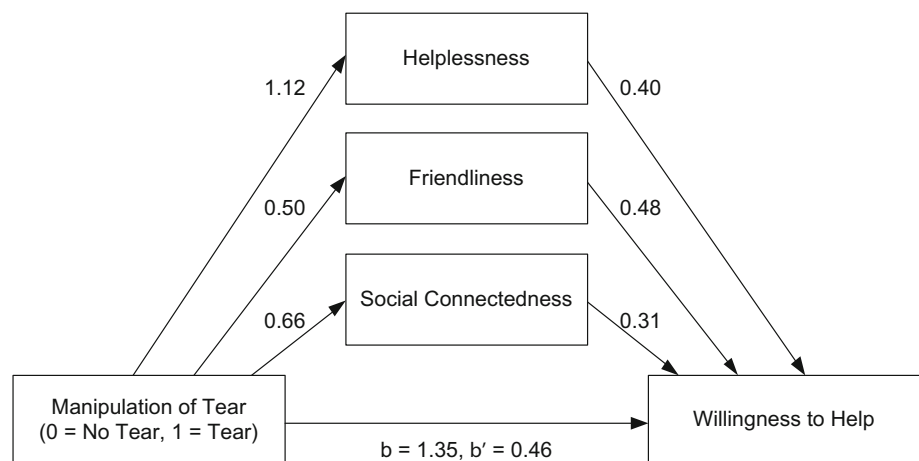 Helplessness
1.12
0.40
Friendliness
0.50
0.48
Social Connectedness
0.66
0.31
Manipulation of Tear
(0 = No Tear, 1 = Tear)
Willingness to Help
b = 1.35, b′ = 0.46